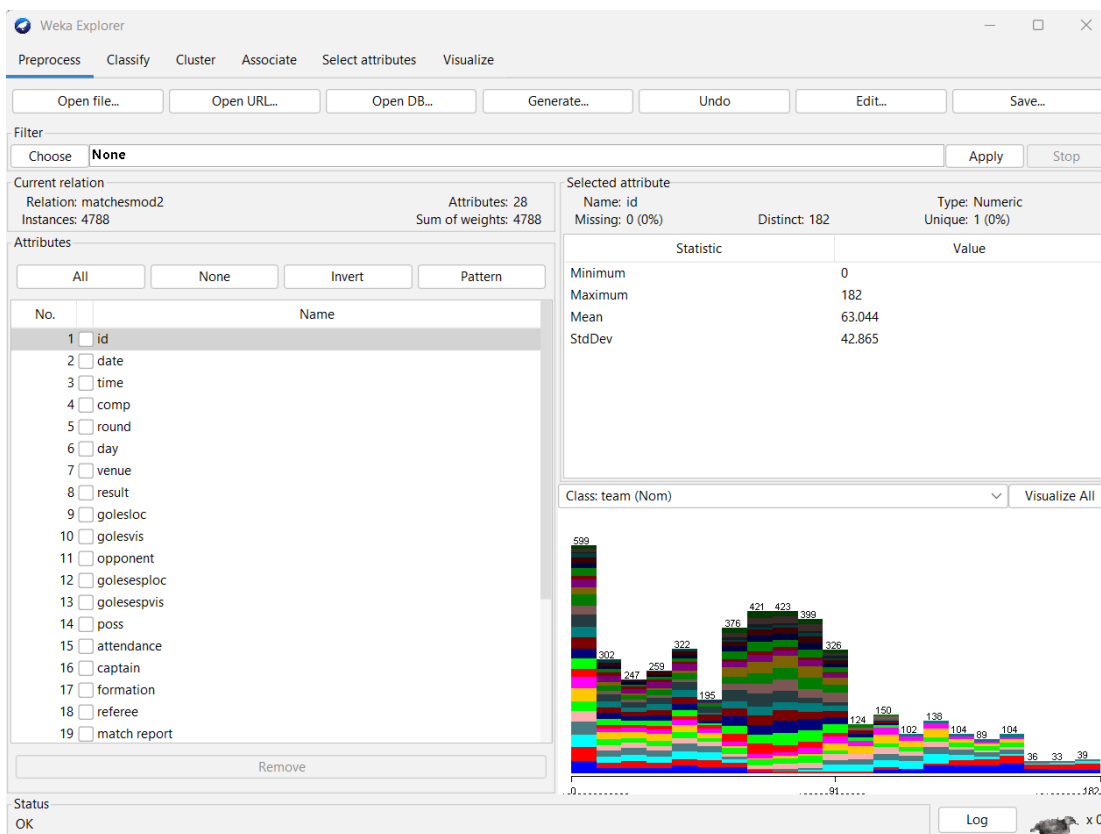 Weka Explorer
Preprocess Classify Cluster Associate Select attributes Visualize
Open file... Open URL... Open DB... Generate... Undo Edit... Save...
Filter
Choose None Apply Stop
Current relation
Relation: matchesmod2 Attributes: 28
Instances: 4788 Sum of weights: 4788
Selected attribute
Name: id Type: Numeric
Missing: 0 (0%) Distinct: 182 Unique: 1 (0%)
Statistic Value
Minimum 0
Maximum 182
Mean 63.044
StdDev 42.865
Attributes
All None Invert Pattern
No. Name
1 id
2 date
3 time
4 comp
5 round
6 day
7 venue
8 result
9 golesloc
10 golesvis
11 opponent
12 golesesploc
13 golesespvis
14 poss
15 attendance
16 captain
17 formation
18 referee
19 match report
Remove
Class: team (Nom) Visualize All
599 302 247 259 322 195 376 421 423 399 326 124 150 102 138 104 89 104 36 33 39
0 91 182
Status
OK Log x 0